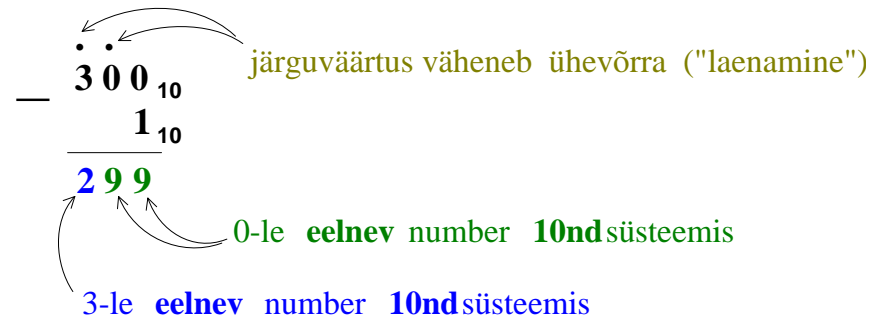 . .
300₁₀ järguväärtus väheneb ühevõrra ("laenamine")
— 1₁₀
299
0-le eelnev number 10nd süsteemis
3-le eelnev number 10nd süsteemis